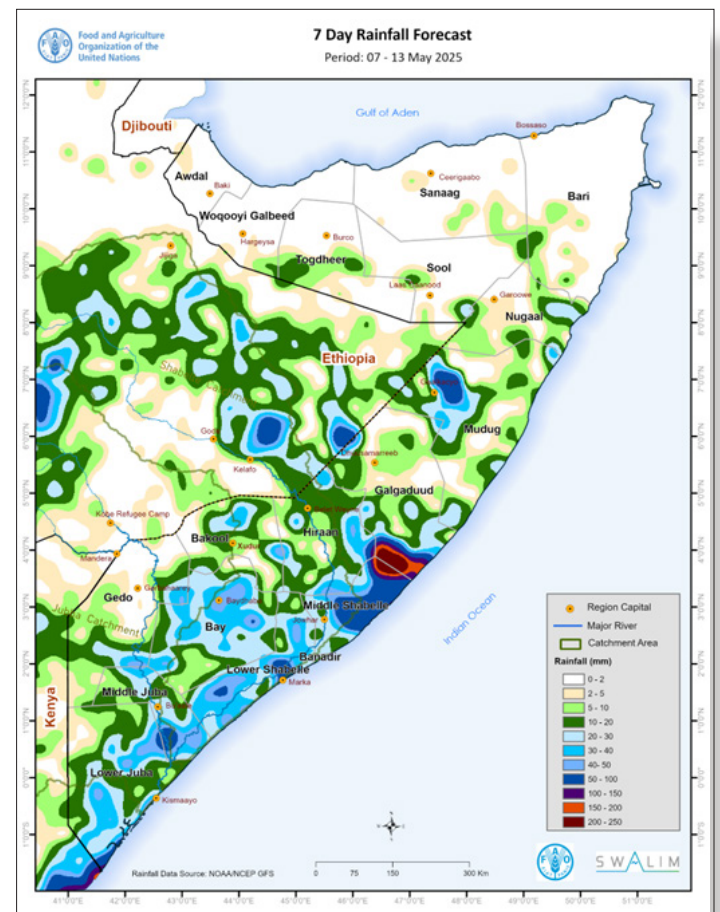 Food and Agriculture
Organization of the
United Nations
7 Day Rainfall Forecast
Period: 07 - 13 May 2025
Gulf of Aden
Djibouti
Bossaso
Awdal
Baki
Ceerigaabo
Sanaag
Bari
Woqooyi Galbeed
Hargeysa
Burco
Jijiga
Togdheer
Sool
Laas Caanood
Garoowe
Nugaal
Ethiopia
Mudug
Kelafo
Galgaduud
Kobe Refugee Camp
Bakool
Xudur
Hiraan
Mandera
Gedo
Juba Catchment
Bay
Middle Shabelle
Jowhar
Indian Ocean
Banadir
Lower Shabelle
Marka
Middle Juba
Kenya
Lower Juba
Kismaayo
Region Capital
Major River
Catchment Area
Rainfall (mm)
0 - 2
2 - 5
5 - 10
10 - 20
20 - 30
30 - 40
40- 50
50 - 100
100 - 150
150 - 200
200 - 250
Rainfall Data Source: NOAA/NCEP GFS
0 75 150 300 Km
SWALIM
41°0'0"E 42°0'0"E 43°0'0"E 44°0'0"E 45°0'0"E 46°0'0"E 47°0'0"E 48°0'0"E 49°0'0"E 50°0'0"E 51°0'0"E